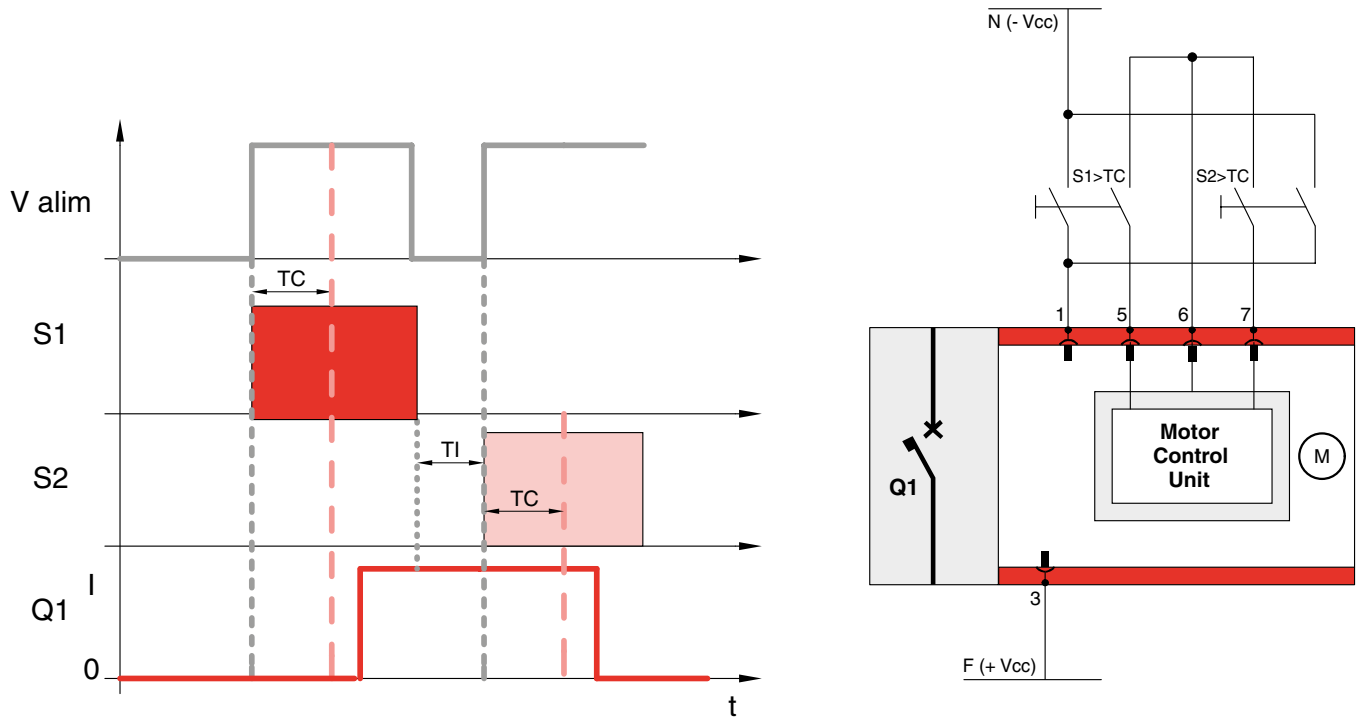 V alim
TC
S1
TI
S2
TC
I
Q1
0
t
N (- Vcc)
S1>TC
S2>TC
1
5
6
7
Motor
Control
Unit
M
Q1
3
F (+ Vcc)